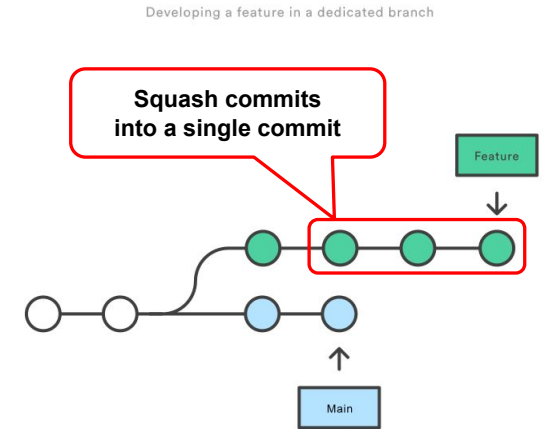 Developing a feature in a dedicated branch
Squash commits
into a single commit
Feature
Main